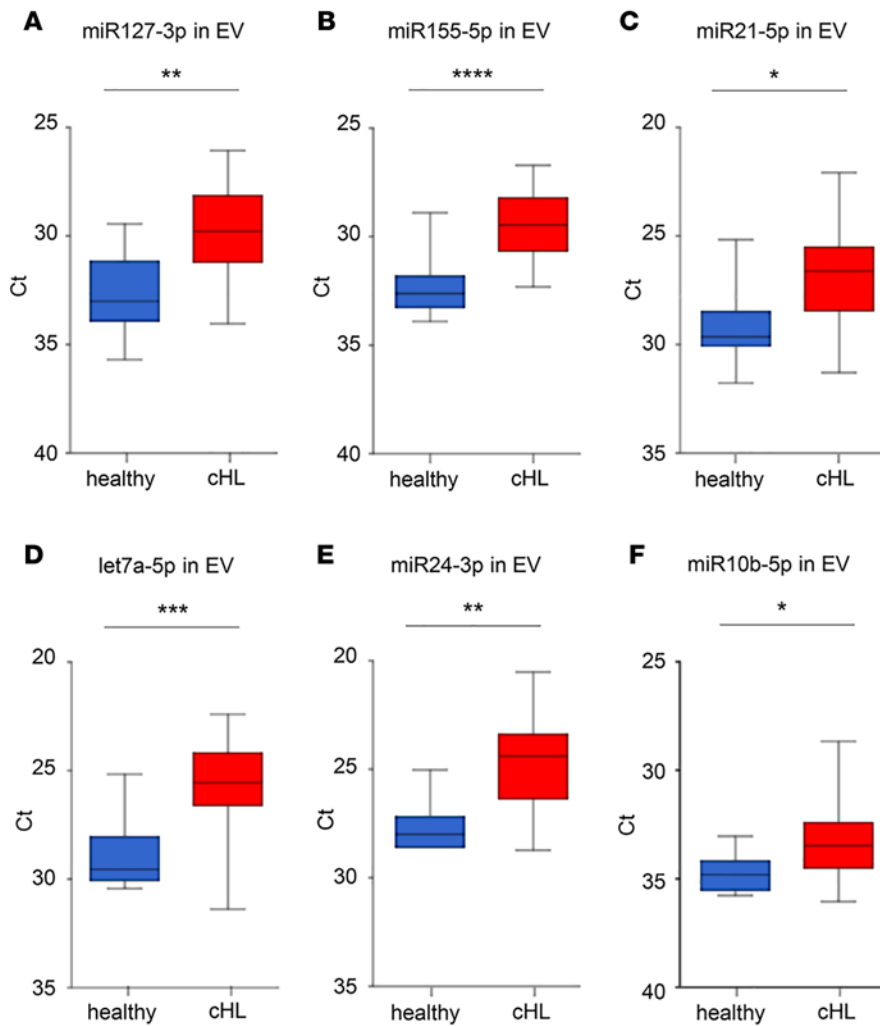 A miR127-3p in EV
**
25
30
35
40
Ct
healthy cHL
B miR155-5p in EV
****
25
30
35
40
Ct
healthy cHL
C miR21-5p in EV
*
20
25
30
35
Ct
healthy cHL
D let7a-5p in EV
***
20
25
30
35
Ct
healthy cHL
E miR24-3p in EV
**
20
25
30
35
Ct
healthy cHL
F miR10b-5p in EV
*
25
30
35
40
Ct
healthy cHL